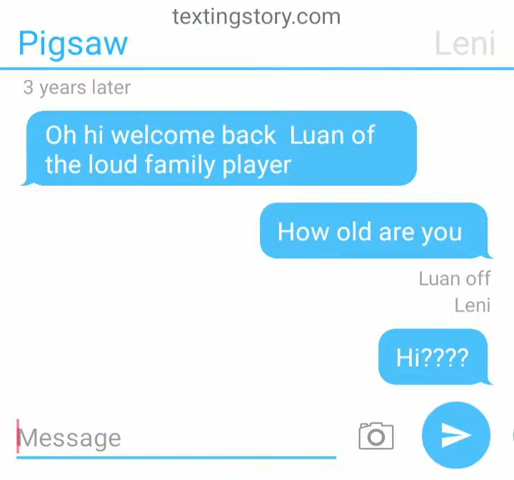 textingstory.com
Pigsaw
Leni
3 years later
Oh hi welcome back  Luan of
the loud family player
How old are you
Luan off
Leni
Hi????
Message